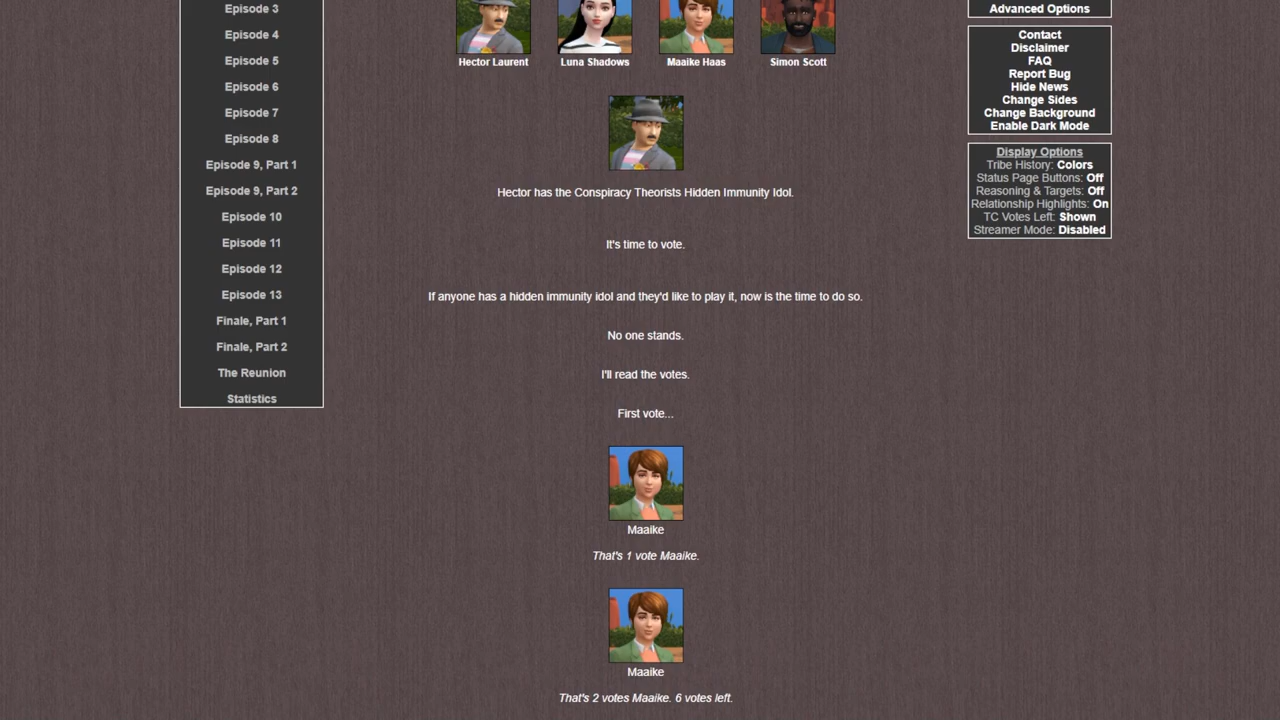 Episode 3
Episode 4
Episode 5
Episode 6
Episode 7
Episode 8
Episode 9, Part 1
Episode 9, Part 2
Episode 10
Episode 11
Episode 12
Episode 13
Finale, Part 1
Finale, Part 2
The Reunion
Statistics
Hector Laurent
Luna Shadows
Maaike Haas
Simon Scott
Hector has the Conspiracy Theorists Hidden Immunity Idol.
It's time to vote.
If anyone has a hidden immunity idol and they'd like to play it, now is the time to do so.
No one stands.
I'll read the votes.
First vote...
Maaike
That's 1 vote Maaike.
Maaike
That's 2 votes Maaike. 6 votes left.
Advanced Options
Contact
Disclaimer
FAQ
Report Bug
Hide News
Change Sides
Change Background
Enable Dark Mode
Display Options
Tribe History: Colors
Status Page Buttons: Off
Reasoning & Targets: Off
Relationship Highlights: On
TC Votes Left: Shown
Streamer Mode: Disabled